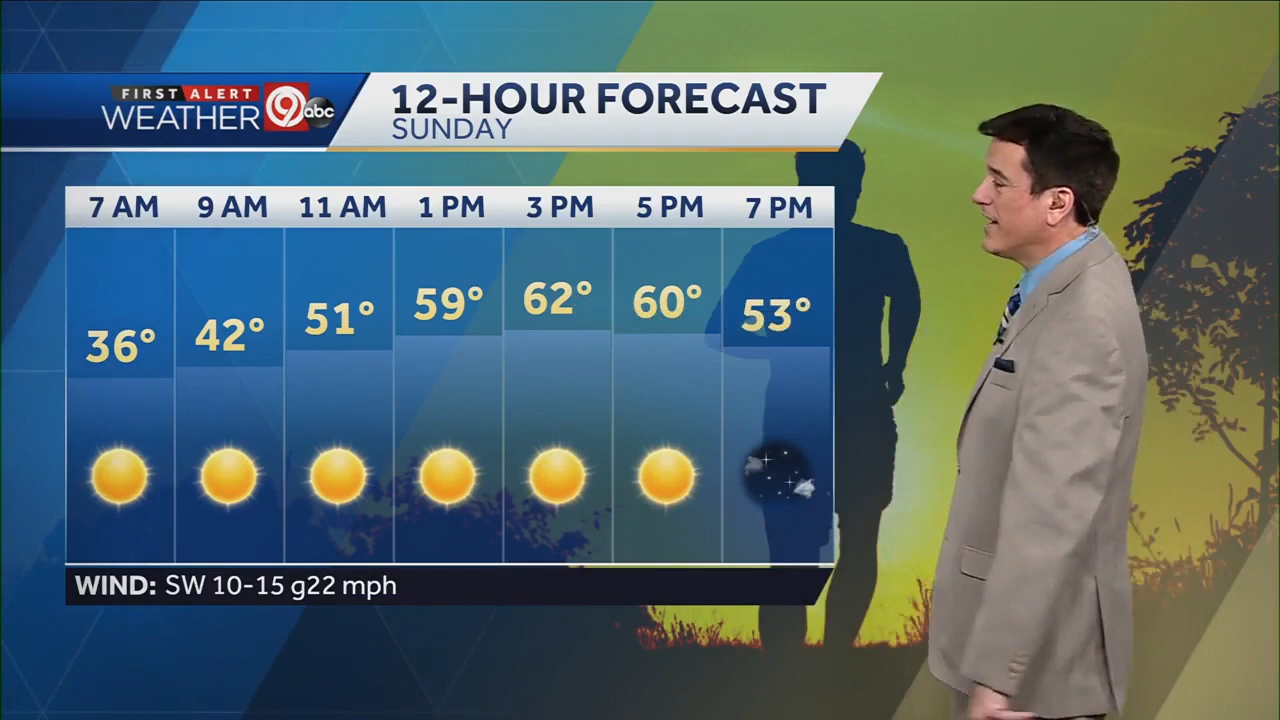 FIRST ALERT
WEATHER 9 abc
12-HOUR FORECAST
SUNDAY
7 AM 9 AM 11 AM 1 PM 3 PM 5 PM 7 PM
36° 42° 51° 59° 62° 60° 53°
WIND: SW 10-15 g22 mph